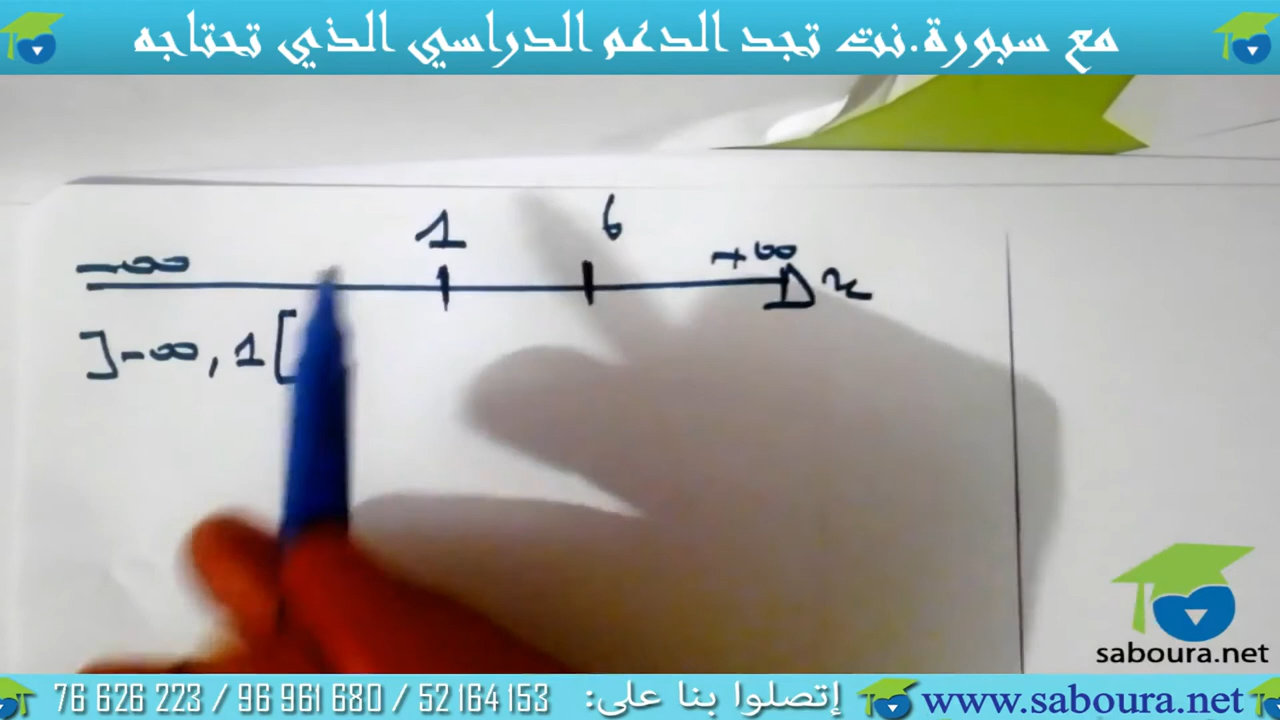 مع سبورة.نت تجد الدعم الدراسي الذي تحتاجه
1 6
-∞ +∞ x
]-∞, 1[
saboura.net
76 626 223 / 96 961 680 / 52 164 153 إتصلوا بنا على: www.saboura.net